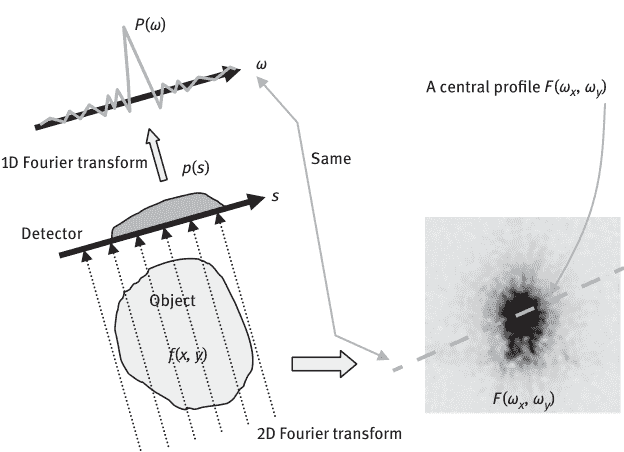 P(ω)
ω
A central profile F(ωx, ωy)
1D Fourier transform
p(s)
Same
s
Detector
Object
f(x, y)
F(ωx, ωy)
2D Fourier transform